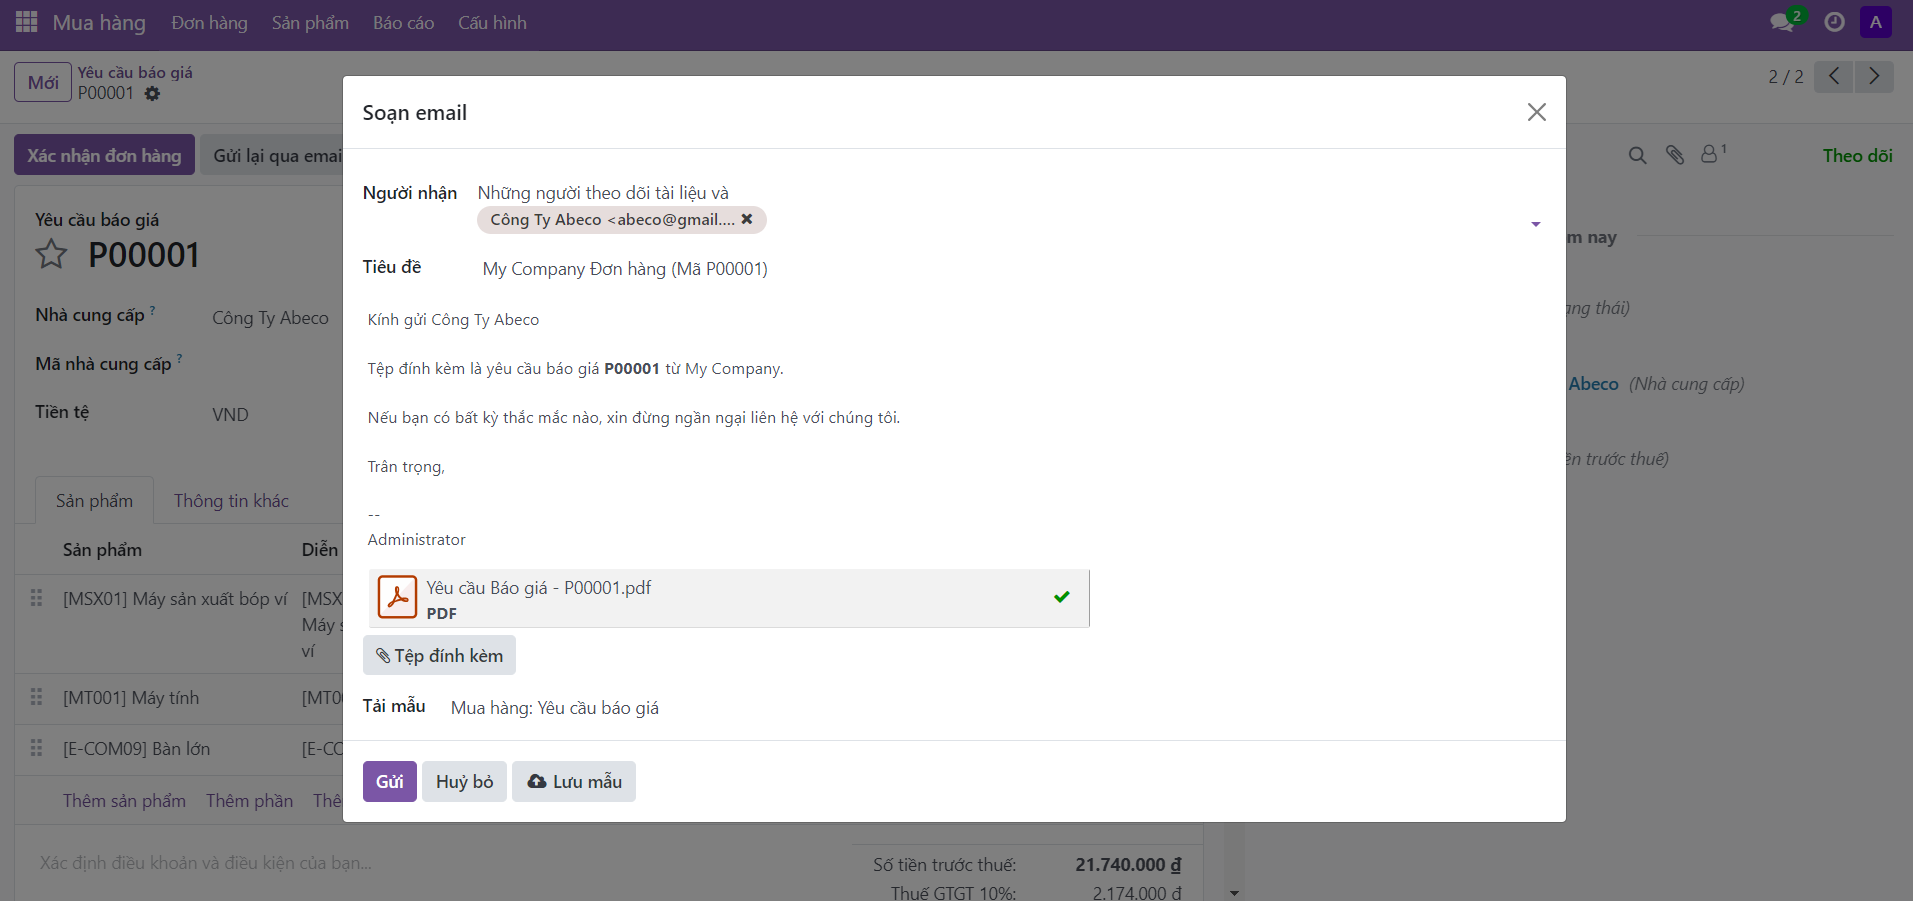 Mua hàng Đơn hàng Sản phẩm Báo cáo Cấu hình 2 A
Mới Yêu cầu báo giá
P00001
2 / 2
Xác nhận đơn hàng Gửi lại qua emai
1 Theo dõi
Yêu cầu báo giá
P00001
Nhà cung cấp ? Công Ty Abeco
Mã nhà cung cấp ?
Tiền tệ VND
Sản phẩm Thông tin khác
Sản phẩm Diễn
[MSX01] Máy sản xuất bóp ví [MSX
Máy s
ví
[MT001] Máy tính [MT0
[E-COM09] Bàn lớn [E-CO
Thêm sản phẩm Thêm phần Thê
Xác định điều khoản và điều kiện của bạn...
Số tiền trước thuế: 21.740.000 ₫
Thuế GTGT 10%: 2.174.000 ₫
Soạn email
Người nhận Những người theo dõi tài liệu và
Công Ty Abeco <abeco@gmail....
Tiêu đề My Company Đơn hàng (Mã P00001)
Kính gửi Công Ty Abeco
Tệp đính kèm là yêu cầu báo giá P00001 từ My Company.
Nếu bạn có bất kỳ thắc mắc nào, xin đừng ngần ngại liên hệ với chúng tôi.
Trân trọng,
--
Administrator
Yêu cầu Báo giá - P00001.pdf
PDF
Tệp đính kèm
Tải mẫu Mua hàng: Yêu cầu báo giá
Gửi Huỷ bỏ Lưu mẫu
m nay
ạng thái)
Abeco (Nhà cung cấp)
ền trước thuế)